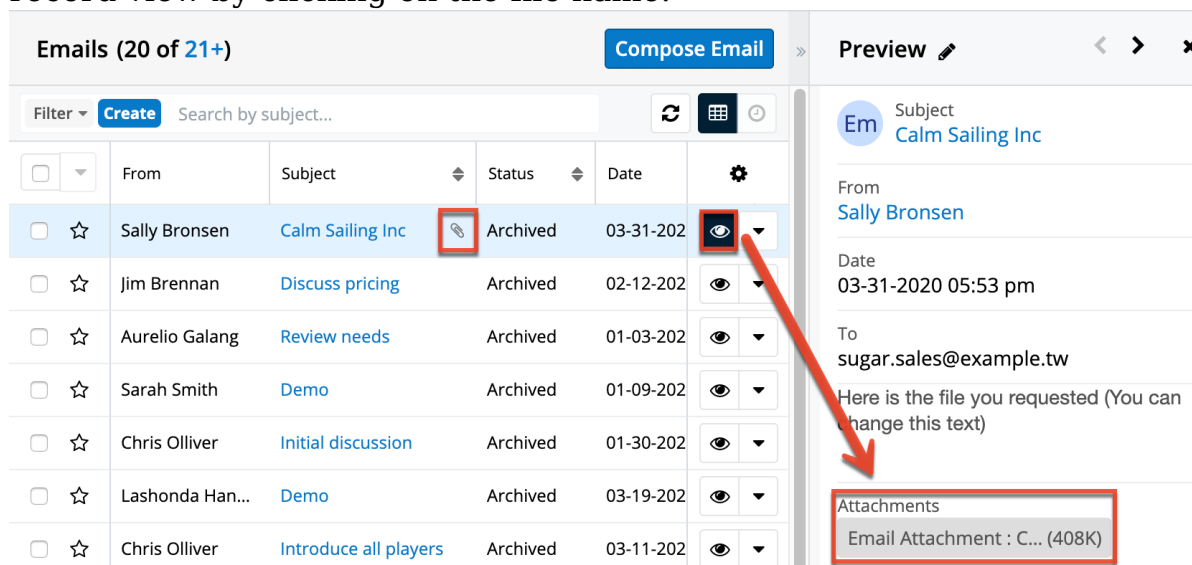 record view by clicking on the file name.
Emails (20 of 21+)
Compose Email
Filter
Create
Search by subject...
From Subject Status Date
Sally Bronsen Calm Sailing Inc Archived 03-31-202
Jim Brennan Discuss pricing Archived 02-12-202
Aurelio Galang Review needs Archived 01-03-202
Sarah Smith Demo Archived 01-09-202
Chris Olliver Initial discussion Archived 01-30-202
Lashonda Han... Demo Archived 03-19-202
Chris Olliver Introduce all players Archived 03-11-202
Preview
Em
Subject
Calm Sailing Inc
From
Sally Bronsen
Date
03-31-2020 05:53 pm
To
sugar.sales@example.tw
Here is the file you requested (You can
change this text)
Attachments
Email Attachment : C... (408K)